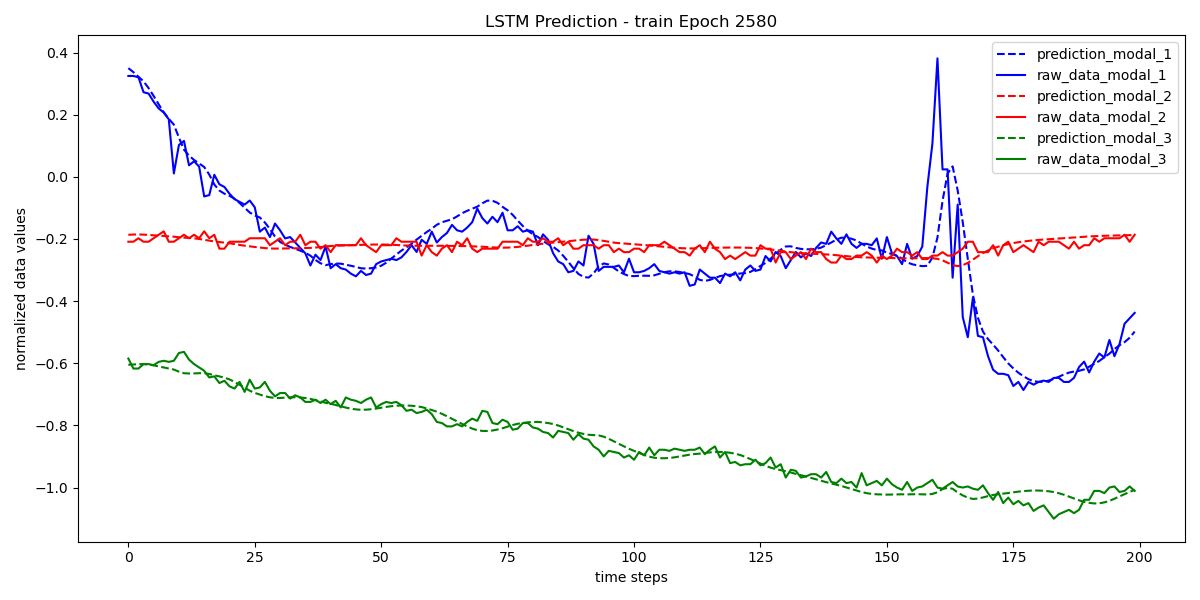 LSTM Prediction - train Epoch 2580
normalized data values
0.4
0.2
0.0
−0.2
−0.4
−0.6
−0.8
−1.0
prediction_modal_1
raw_data_modal_1
prediction_modal_2
raw_data_modal_2
prediction_modal_3
raw_data_modal_3
0 25 50 75 100 125 150 175 200
time steps